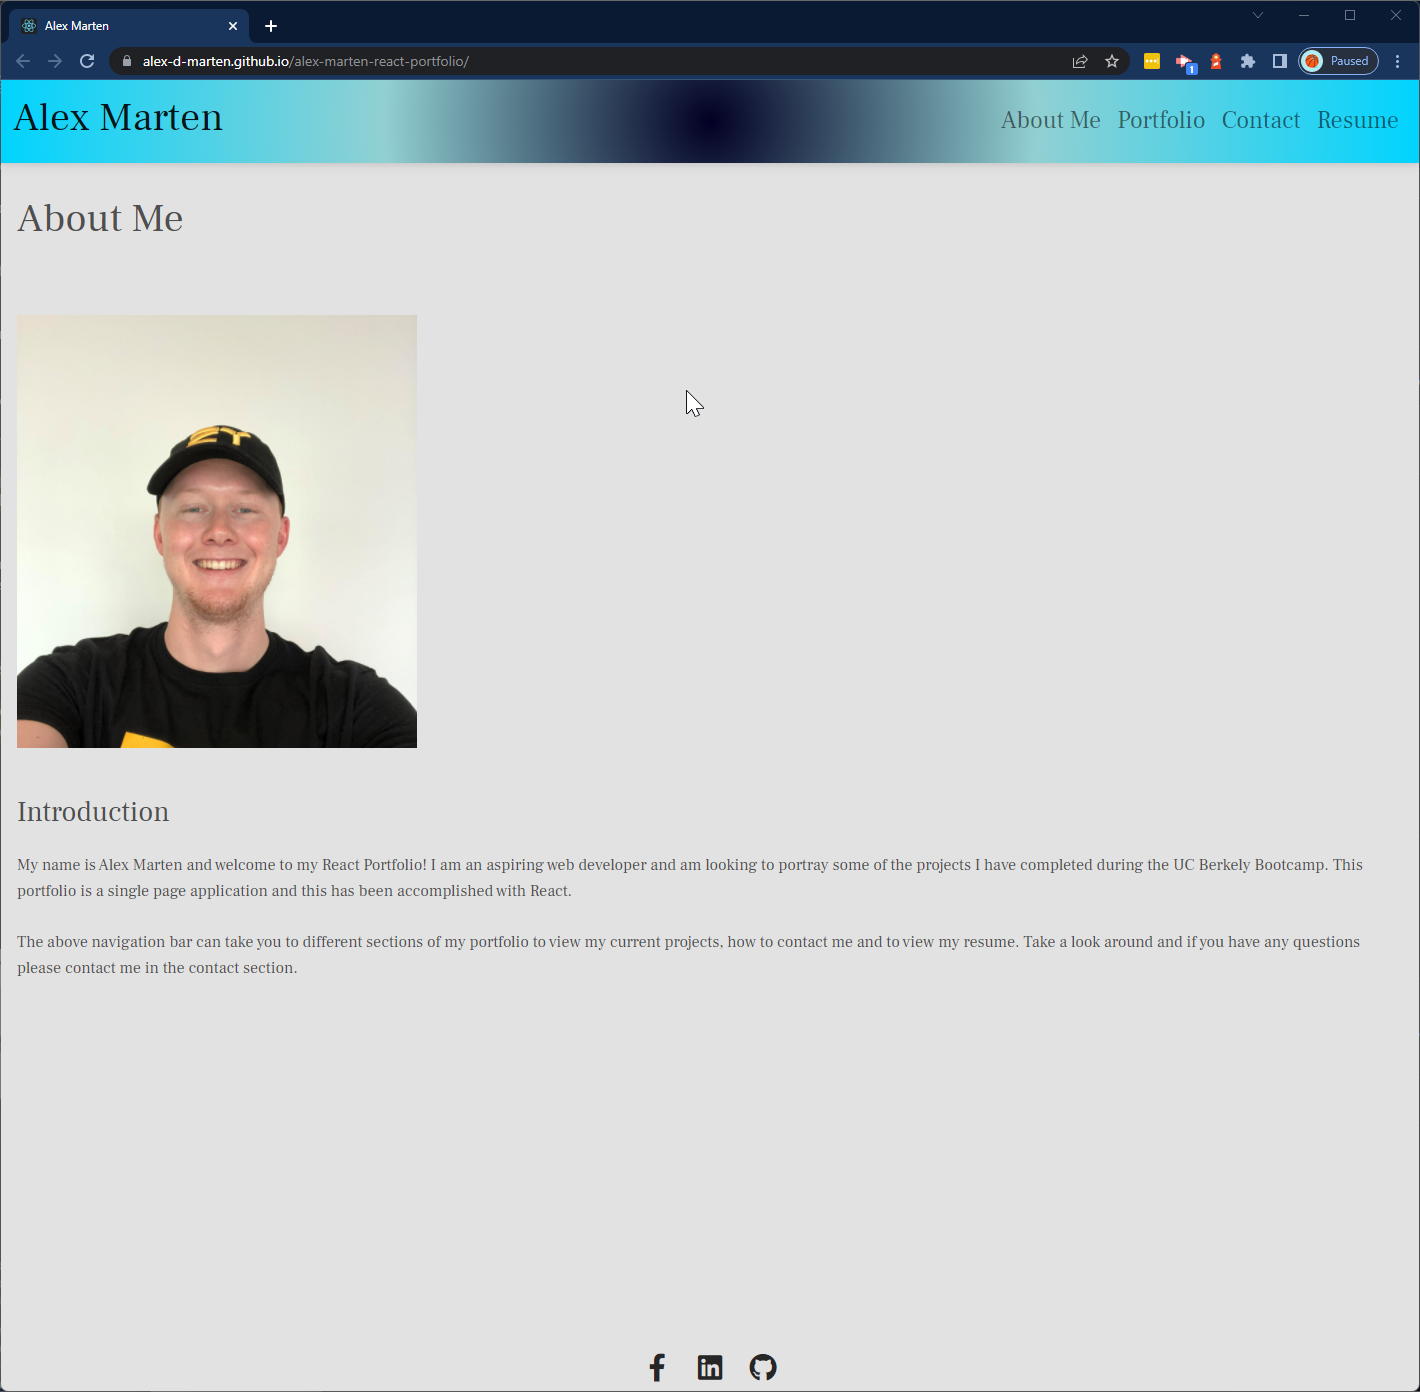 Alex Marten
alex-d-marten.github.io/alex-marten-react-portfolio/
1
Paused
Alex Marten
About Me Portfolio Contact Resume
About Me
ZY
Introduction
My name is Alex Marten and welcome to my React Portfolio! I am an aspiring web developer and am looking to portray some of the projects I have completed during the UC Berkely Bootcamp. This
portfolio is a single page application and this has been accomplished with React.
The above navigation bar can take you to different sections of my portfolio to view my current projects, how to contact me and to view my resume. Take a look around and if you have any questions
please contact me in the contact section.